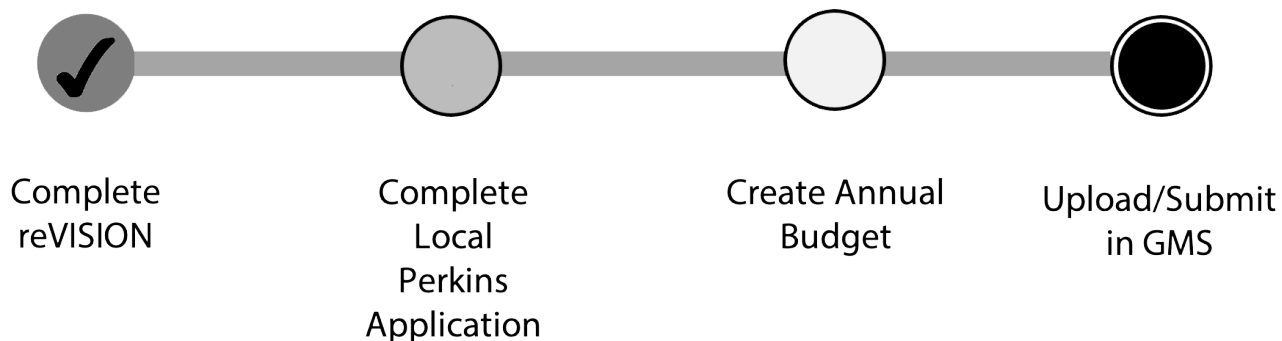 Complete
reVISION
Complete
Local
Perkins
Application
Create Annual
Budget
Upload/Submit
in GMS